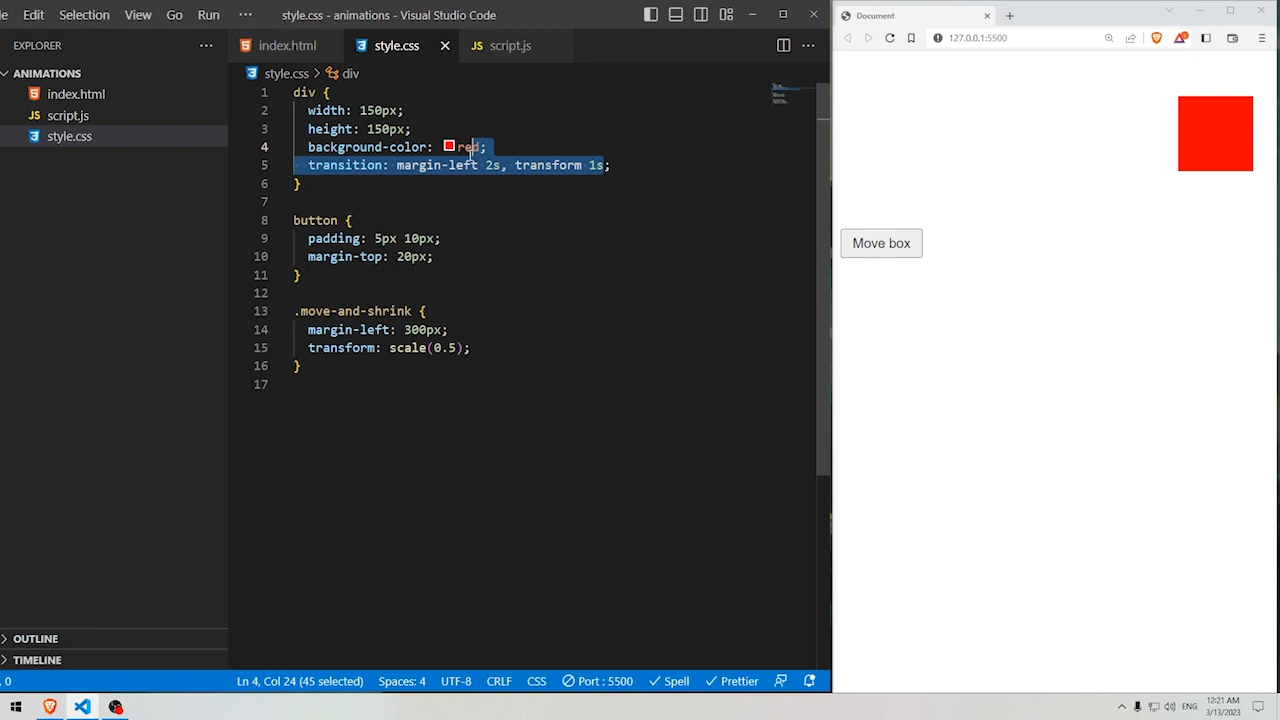 Edit Selection View Go Run ··· style.css - animations - Visual Studio Code
Document
127.0.0.1:5500
EXPLORER ···
index.html style.css script.js ···
ANIMATIONS
index.html
script.js
style.css
style.css > div
1 div {
2 width: 150px;
3 height: 150px;
4 background-color: red;
5 transition: margin-left 2s, transform 1s;
6 }
7
8 button {
9 padding: 5px 10px;
10 margin-top: 20px;
11 }
12
13 .move-and-shrink {
14 margin-left: 300px;
15 transform: scale(0.5);
16 }
17
Move box
OUTLINE
TIMELINE
0 Ln 4, Col 24 (45 selected) Spaces: 4 UTF-8 CRLF CSS Port : 5500 Spell Prettier
ENG 12:21 AM
3/13/2023